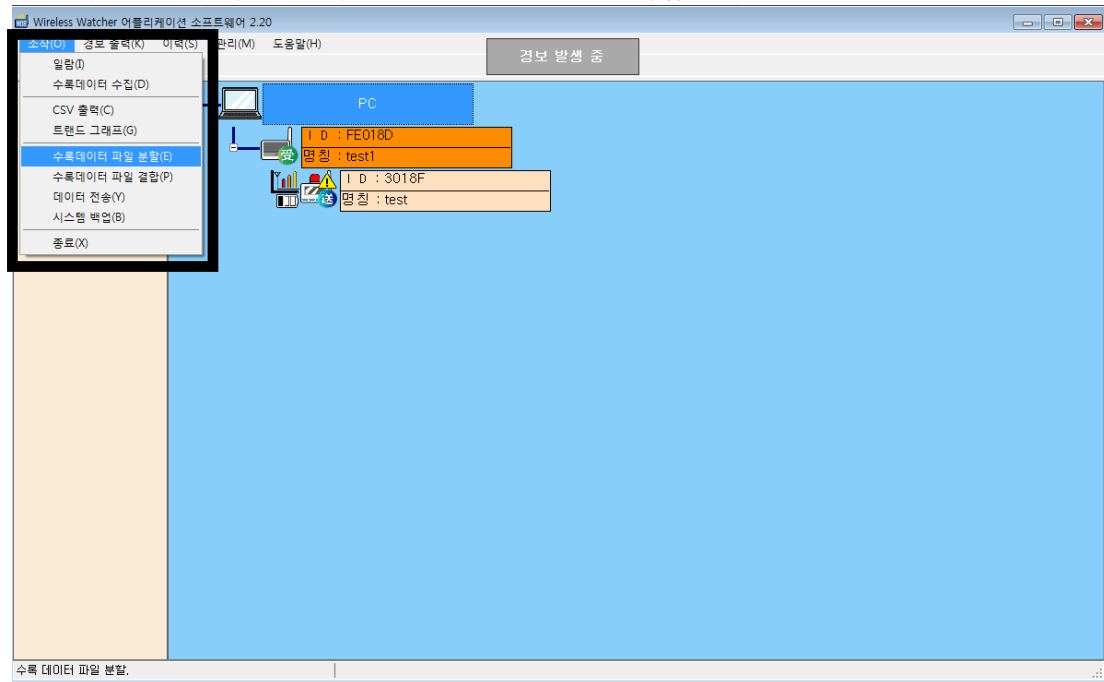 Wireless Watcher 어플리케이션 소프트웨어 2.20
조작(O) 경보 출력(K) 이력(S) 관리(M) 도움말(H)
경보 발생 중
일람(I)
수록데이터 수집(D)
CSV 출력(C)
트랜드 그래프(G)
수록데이터 파일 분할(E)
수록데이터 파일 결합(P)
데이터 전송(Y)
시스템 백업(B)
종료(X)
PC
ID : FE018D
명칭 : test1
受
ID : 3018F
명칭 : test
送
수록 데이터 파일 분할.